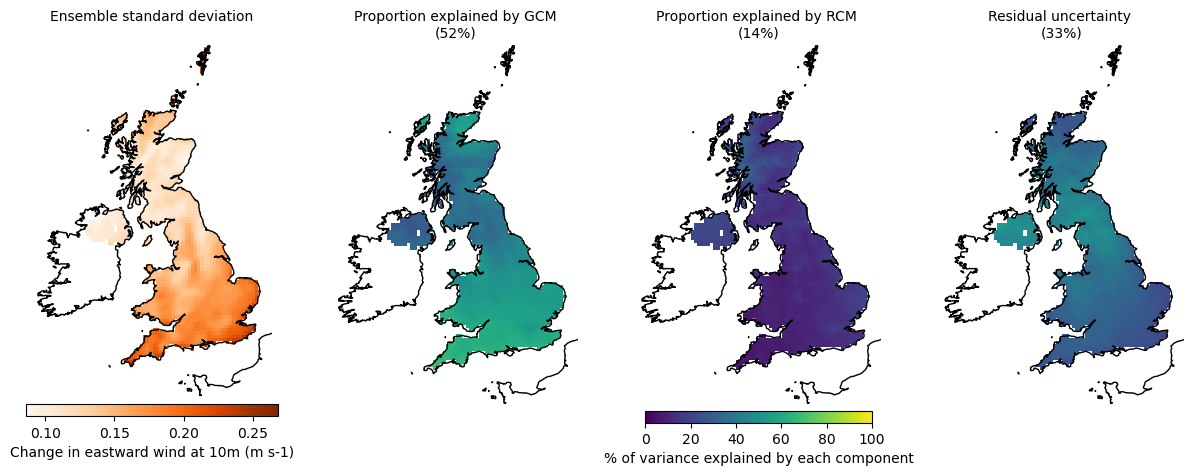 Ensemble standard deviation
Proportion explained by GCM
(52%)
Proportion explained by RCM
(14%)
Residual uncertainty
(33%)
0.10 0.15 0.20 0.25
Change in eastward wind at 10m (m s-1)
0 20 40 60 80 100
% of variance explained by each component